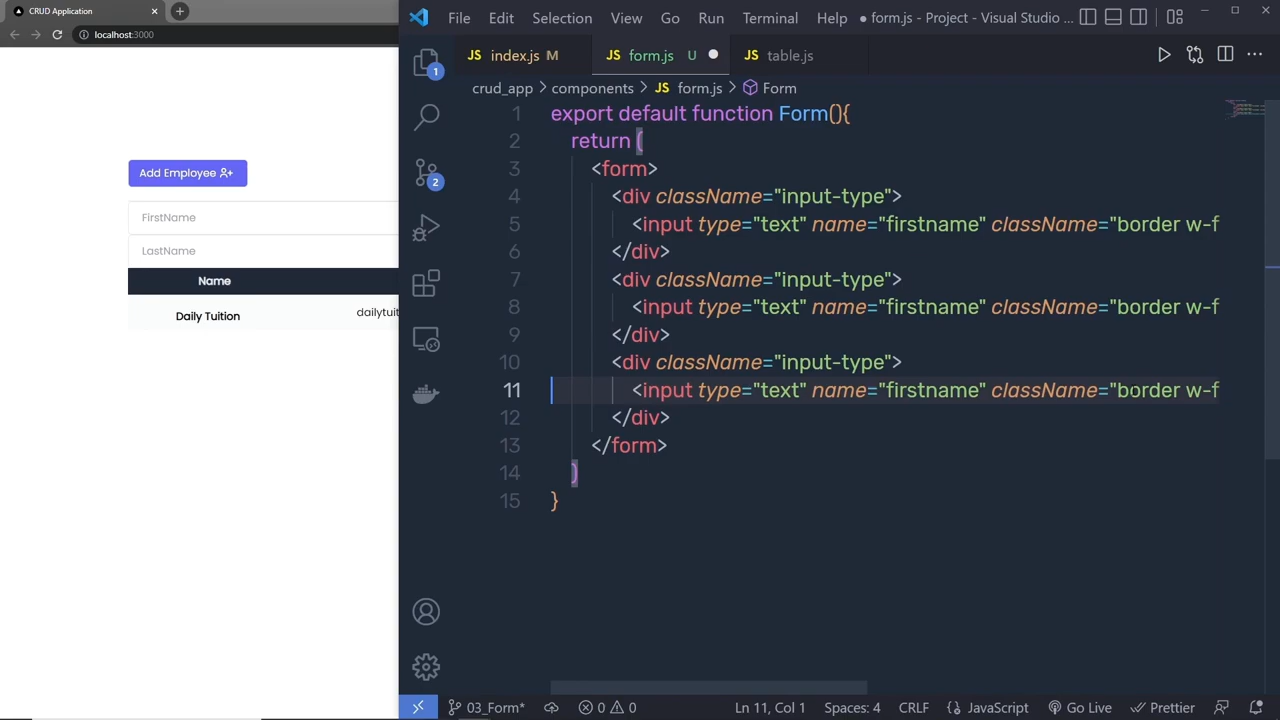 CRUD Application
localhost:3000
Add Employee
FirstName
LastName
Name
Daily Tuition
dailytuit
File Edit Selection View Go Run Terminal Help ● form.js - Project - Visual Studio ...
JS index.js M JS form.js U JS table.js
crud_app > components > JS form.js > Form
1 export default function Form(){
2 return (
3 <form>
4 <div className="input-type">
5 <input type="text" name="firstname" className="border w-f
6 </div>
7 <div className="input-type">
8 <input type="text" name="firstname" className="border w-f
9 </div>
10 <div className="input-type">
11 <input type="text" name="firstname" className="border w-f
12 </div>
13 </form>
14 )
15 }
1
2
03_Form* 0 0 Ln 11, Col 1 Spaces: 4 CRLF {} JavaScript Go Live Prettier